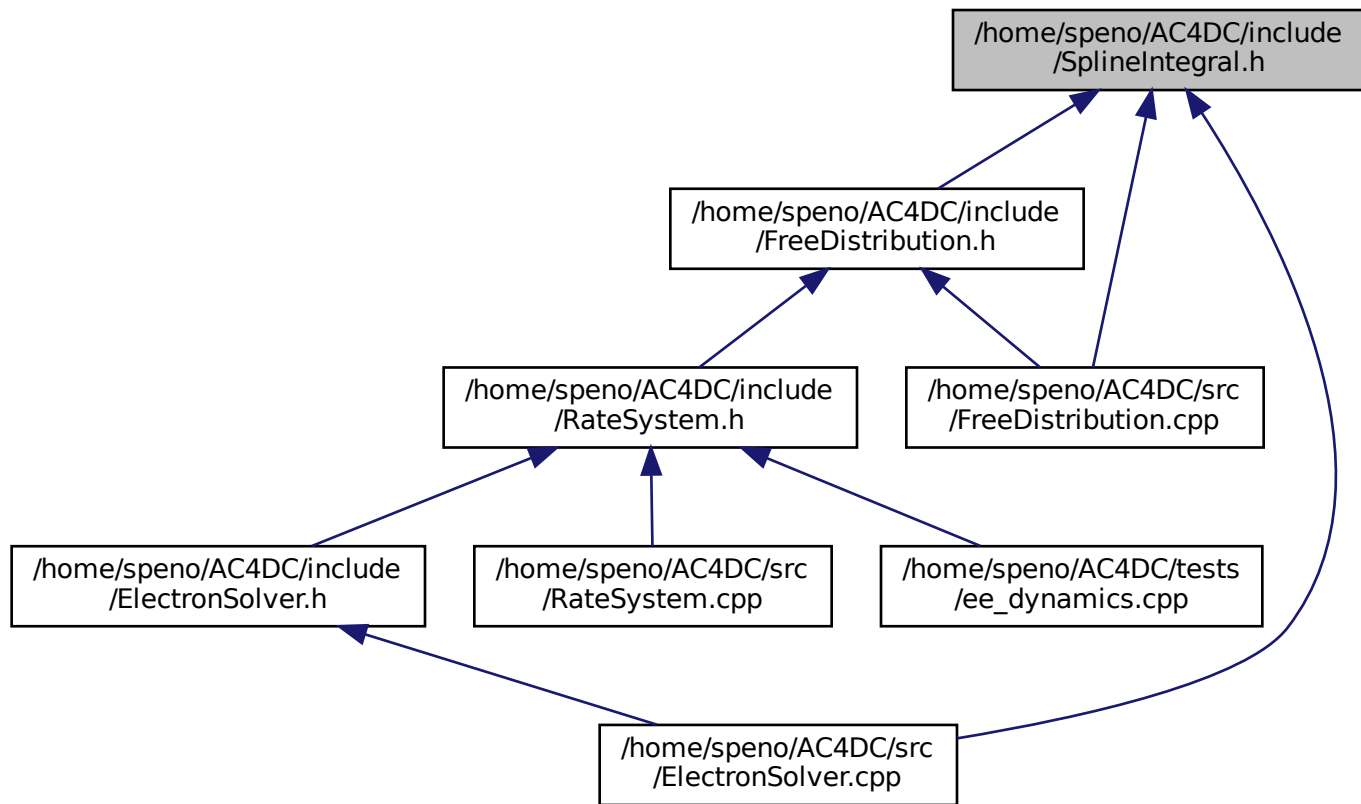 /home/speno/AC4DC/include
/SplineIntegral.h
/home/speno/AC4DC/include
/FreeDistribution.h
/home/speno/AC4DC/include
/RateSystem.h
/home/speno/AC4DC/src
/FreeDistribution.cpp
/home/speno/AC4DC/include
/ElectronSolver.h
/home/speno/AC4DC/src
/RateSystem.cpp
/home/speno/AC4DC/tests
/ee_dynamics.cpp
/home/speno/AC4DC/src
/ElectronSolver.cpp